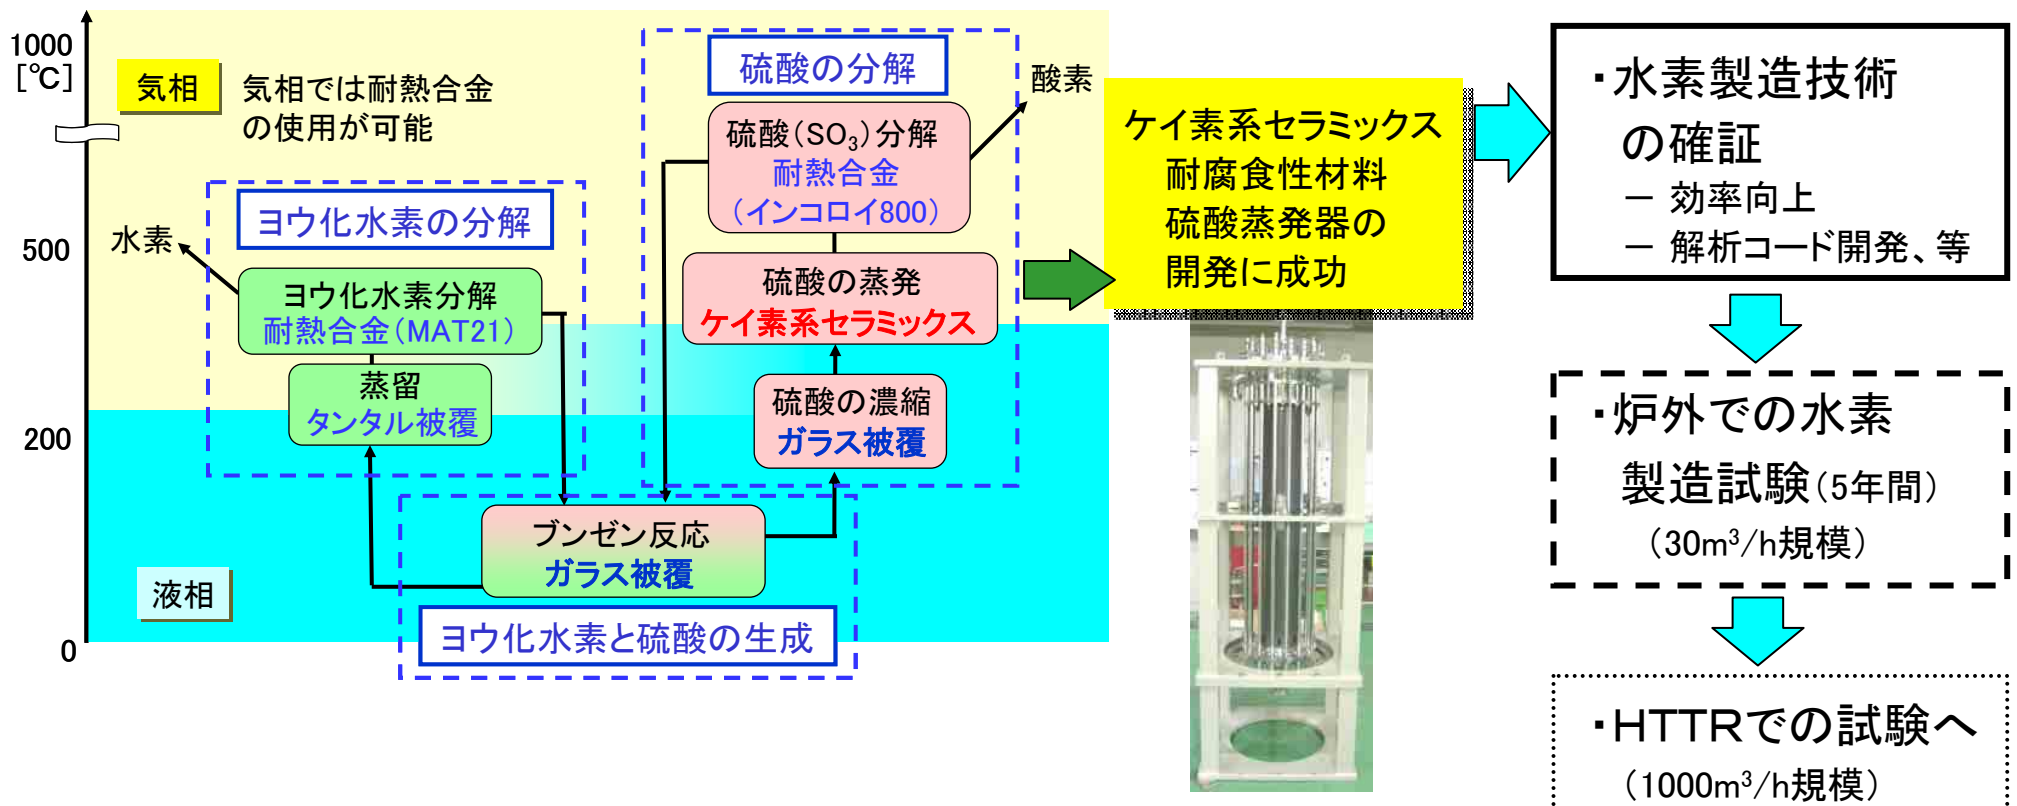 1000
[℃]
気相
気相では耐熱合金
の使用が可能
500
200
0
液相
水素
ヨウ化水素の分解
ヨウ化水素分解
耐熱合金(MAT21)
蒸留
タンタル被覆
硫酸の分解
酸素
硫酸(SO₃)分解
耐熱合金
(インコロイ800)
硫酸の蒸発
ケイ素系セラミックス
硫酸の濃縮
ガラス被覆
ブンゼン反応
ガラス被覆
ヨウ化水素と硫酸の生成
ケイ素系セラミックス
耐腐食性材料
硫酸蒸発器の
開発に成功
・水素製造技術
の確証
－ 効率向上
－ 解析コード開発、等
・炉外での水素
製造試験(5年間)
(30m³/h規模)
・HTTRでの試験へ
(1000m³/h規模)